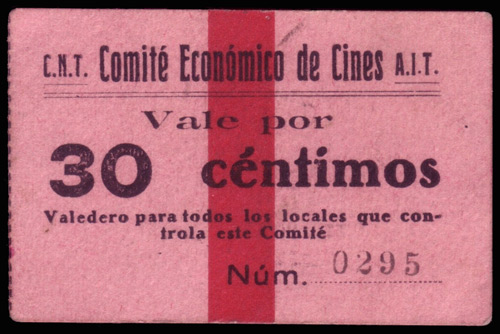 C.N.T. Comité Económico de Cines A.I.T.
Vale por
30 céntimos
Valedero para todos los locales que con-
trola este Comité
Núm. 0295